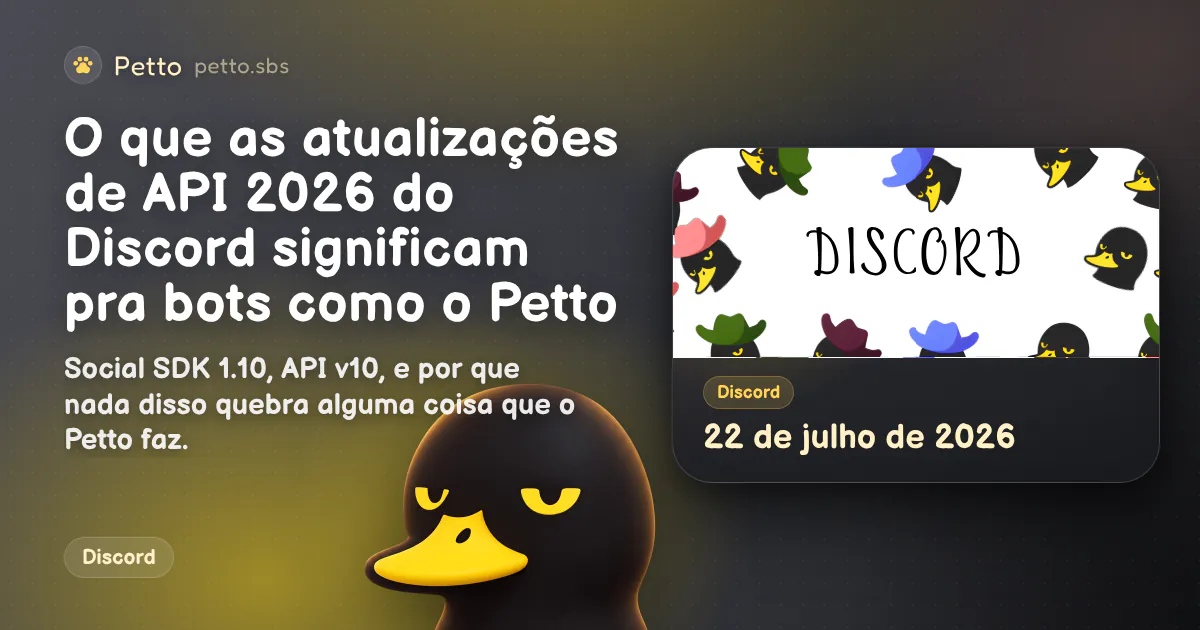 Petto petto.sbs
O que as atualizações
de API 2026 do
Discord significam
pra bots como o Petto
Social SDK 1.10, API v10, e por que
nada disso quebra alguma coisa que o
Petto faz.
Discord
DISCORD
Discord
22 de julho de 2026